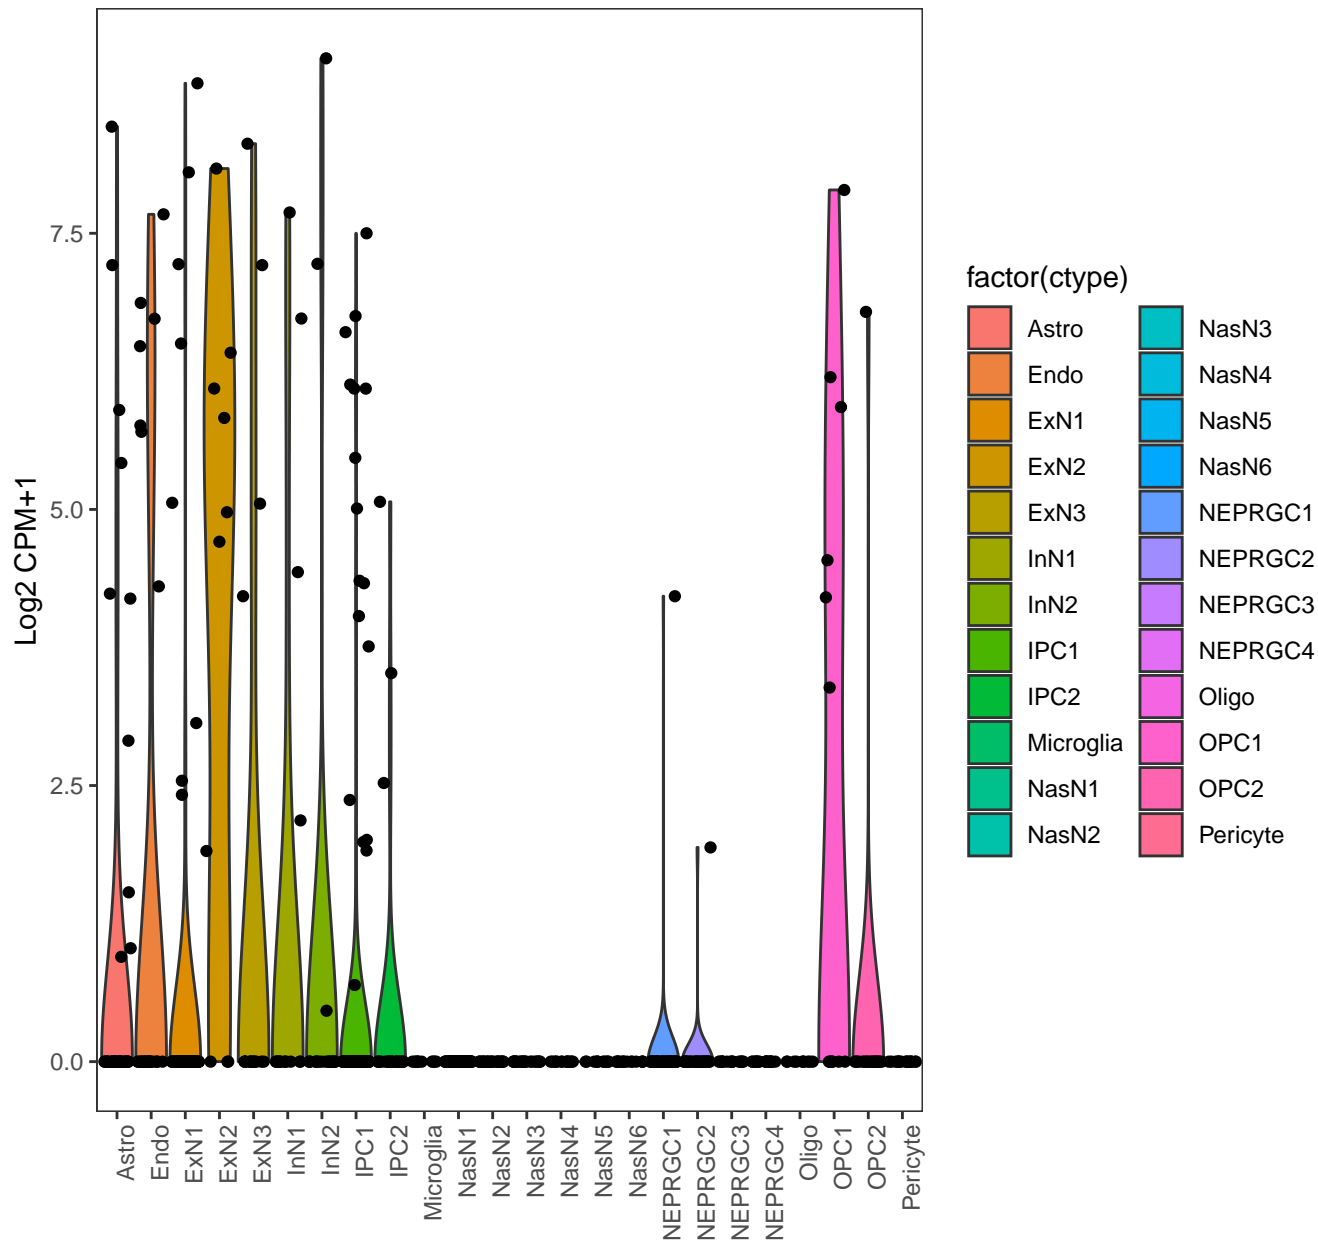 Log2 CPM+1
7.5
5.0
2.5
0.0
Astro
Endo
ExN1
ExN2
ExN3
InN1
InN2
IPC1
IPC2
Microglia
NasN1
NasN2
NasN3
NasN4
NasN5
NasN6
NEPRGC1
NEPRGC2
NEPRGC3
NEPRGC4
Oligo
OPC1
OPC2
Pericyte
factor(ctype)
Astro
Endo
ExN1
ExN2
ExN3
InN1
InN2
IPC1
IPC2
Microglia
NasN1
NasN2
NasN3
NasN4
NasN5
NasN6
NEPRGC1
NEPRGC2
NEPRGC3
NEPRGC4
Oligo
OPC1
OPC2
Pericyte